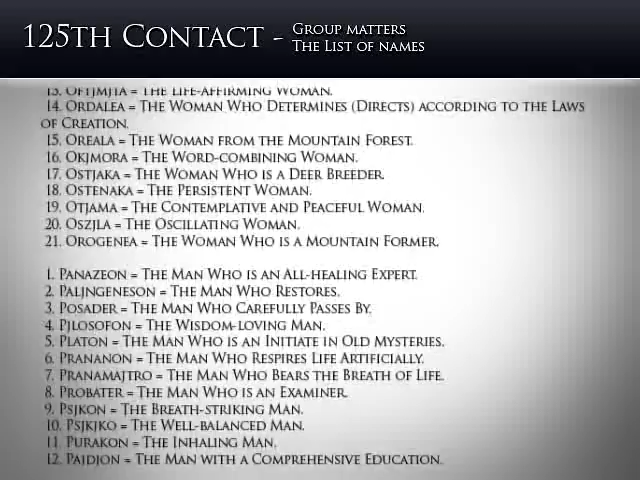 125th Contact -
Group matters
The List of names
14. Ordalea = The Woman Who Determines (Directs) according to the Laws
of Creation.
15. Oreala = The Woman from the Mountain Forest.
16. Okjmora = The Word-combining Woman.
17. Ostjaka = The Woman Who is a Deer Breeder.
18. Ostenaka = The Persistent Woman.
19. Otjama = The Contemplative and Peaceful Woman.
20. Oszjla = The Oscillating Woman.
21. Orogenea = The Woman Who is a Mountain Former.
1. Panazeon = The Man Who is an All-healing Expert.
2. Paljngeneson = The Man Who Restores.
3. Posader = The Man Who Carefully Passes By.
4. Pjlosofon = The Wisdom-loving Man.
5. Platon = The Man Who is an Initiate in Old Mysteries.
6. Prananon = The Man Who Respires Life Artificially.
7. Pranamajtro = The Man Who Bears the Breath of Life.
8. Probater = The Man Who is an Examiner.
9. Psjkon = The Breath-striking Man.
10. Psjkjko = The Well-balanced Man.
11. Purakon = The Inhaling Man.
12. Pajdjon = The Man with a Comprehensive Education.